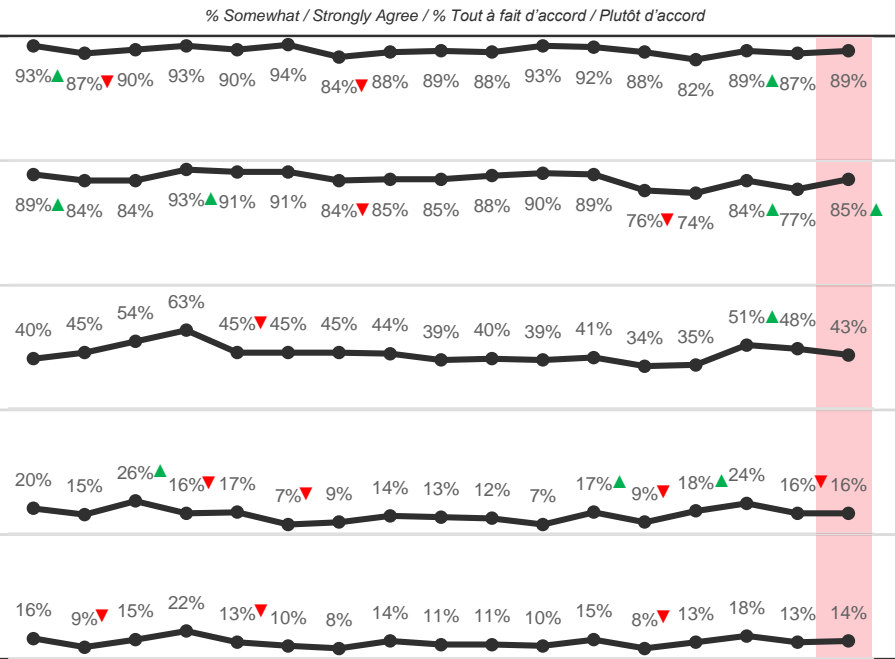 % Somewhat / Strongly Agree / % Tout à fait d'accord / Plutôt d'accord
93% 87% 90% 93% 90% 94% 84% 88% 89% 88% 93% 92% 88% 82% 89% 87% 89%
89% 84% 84% 93% 91% 91% 84% 85% 85% 88% 90% 89% 76% 74% 84% 77% 85%
40% 45% 54% 63% 45% 45% 45% 44% 39% 40% 39% 41% 34% 35% 51% 48% 43%
20% 15% 26% 16% 17% 7% 9% 14% 13% 12% 7% 17% 9% 18% 24% 16% 16%
16% 9% 15% 22% 13% 10% 8% 14% 11% 11% 10% 15% 8% 13% 18% 13% 14%